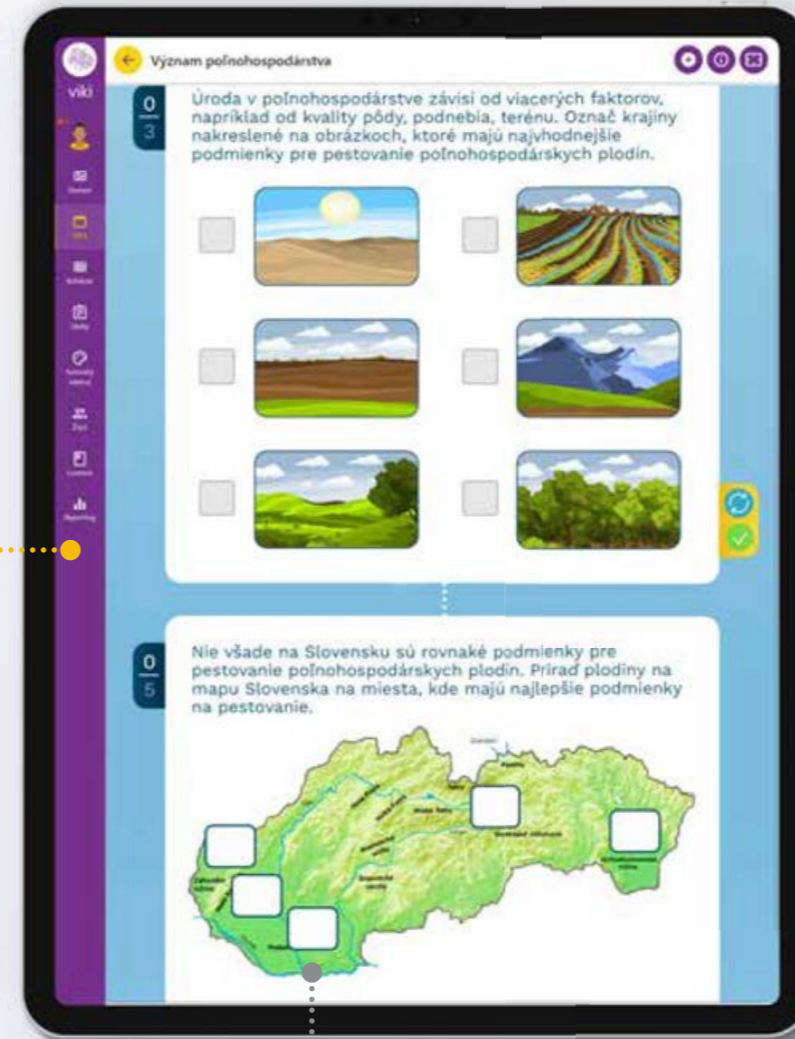 Význam poľnohospodárstva
viki
0
3
Úroda v poľnohospodárstve závisí od viacerých faktorov,
napríklad od kvality pôdy, podnebia, terénu. Označ krajiny
nakreslené na obrázkoch, ktoré majú najvhodnejšie
podmienky pre pestovanie poľnohospodárskych plodín.
0
5
Nie všade na Slovensku sú rovnaké podmienky pre
pestovanie poľnohospodárskych plodín. Priraď plodiny na
mapu Slovenska na miesta, kde majú najlepšie podmienky
na pestovanie.